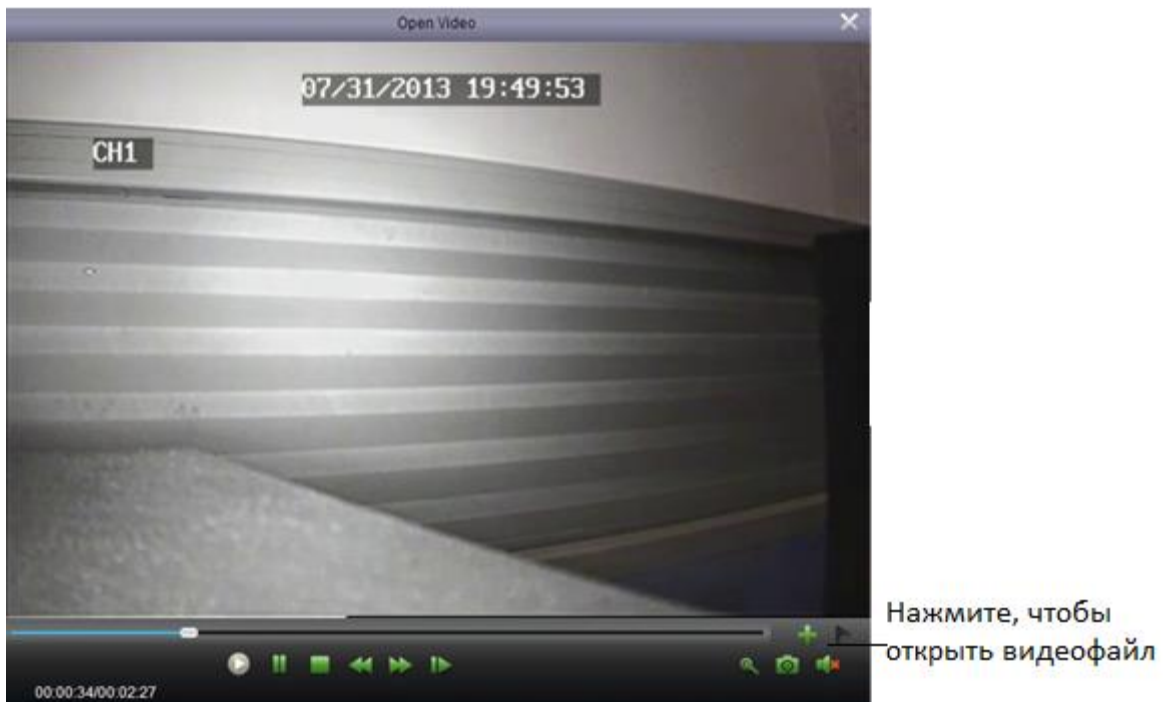 Open Video
07/31/2013 19:49:53
CH1
Нажмите, чтобы
открыть видеофайл
00:00:34/00:02:27